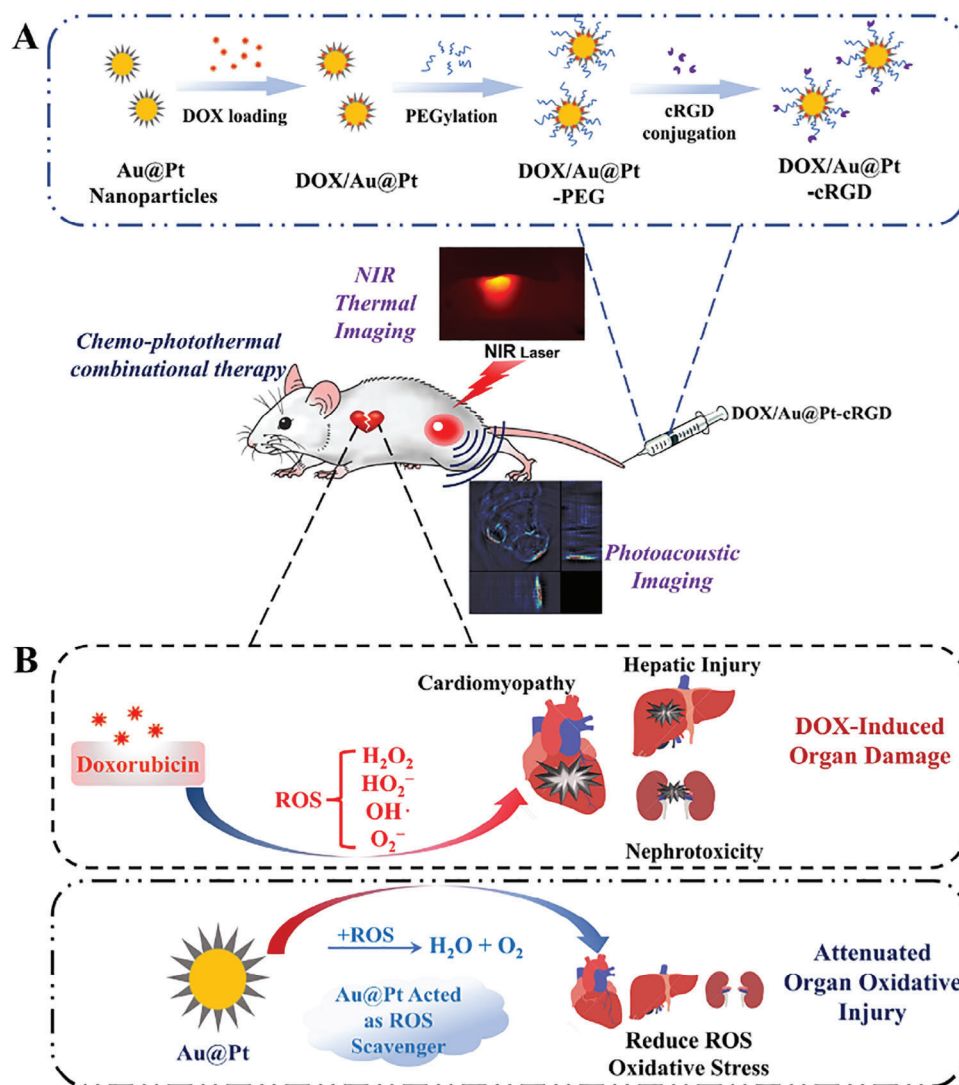 A
DOX loading
PEGylation
cRGD
conjugation
Au@Pt
Nanoparticles
DOX/Au@Pt
DOX/Au@Pt
-PEG
DOX/Au@Pt
-cRGD
NIR
Thermal
Imaging
Chemo-photothermal
combinational therapy
NIR Laser
DOX/Au@Pt-cRGD
Photoacoustic
Imaging
B
Cardiomyopathy
Hepatic Injury
DOX-Induced
Organ Damage
Doxorubicin
ROS
H₂O₂
HO₂⁻
OH·
O₂⁻
Nephrotoxicity
+ROS
H₂O + O₂
Au@Pt Acted
as ROS
Scavenger
Au@Pt
Reduce ROS
Oxidative Stress
Attenuated
Organ Oxidative
Injury